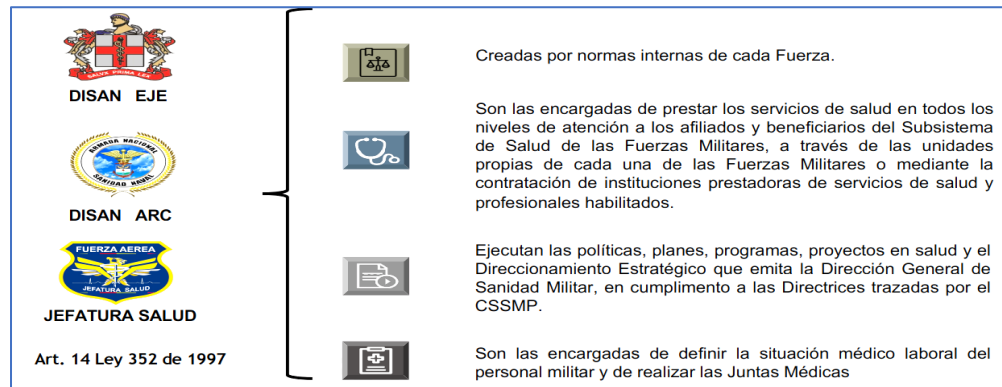 SALVE PRIMA LEX
DISAN EJE
ARMADA NACIONAL
SANIDAD NAVAL
DISAN ARC
FUERZA AEREA
JEFATURA SALUD
JEFATURA SALUD
Art. 14 Ley 352 de 1997
Creadas por normas internas de cada Fuerza.
Son las encargadas de prestar los servicios de salud en todos los
niveles de atención a los afiliados y beneficiarios del Subsistema
de Salud de las Fuerzas Militares, a través de las unidades
propias de cada una de las Fuerzas Militares o mediante la
contratación de instituciones prestadoras de servicios de salud y
profesionales habilitados.
Ejecutan las políticas, planes, programas, proyectos en salud y el
Direccionamiento Estratégico que emita la Dirección General de
Sanidad Militar, en cumplimento a las Directrices trazadas por el
CSSMP.
Son las encargadas de definir la situación médico laboral del
personal militar y de realizar las Juntas Médicas